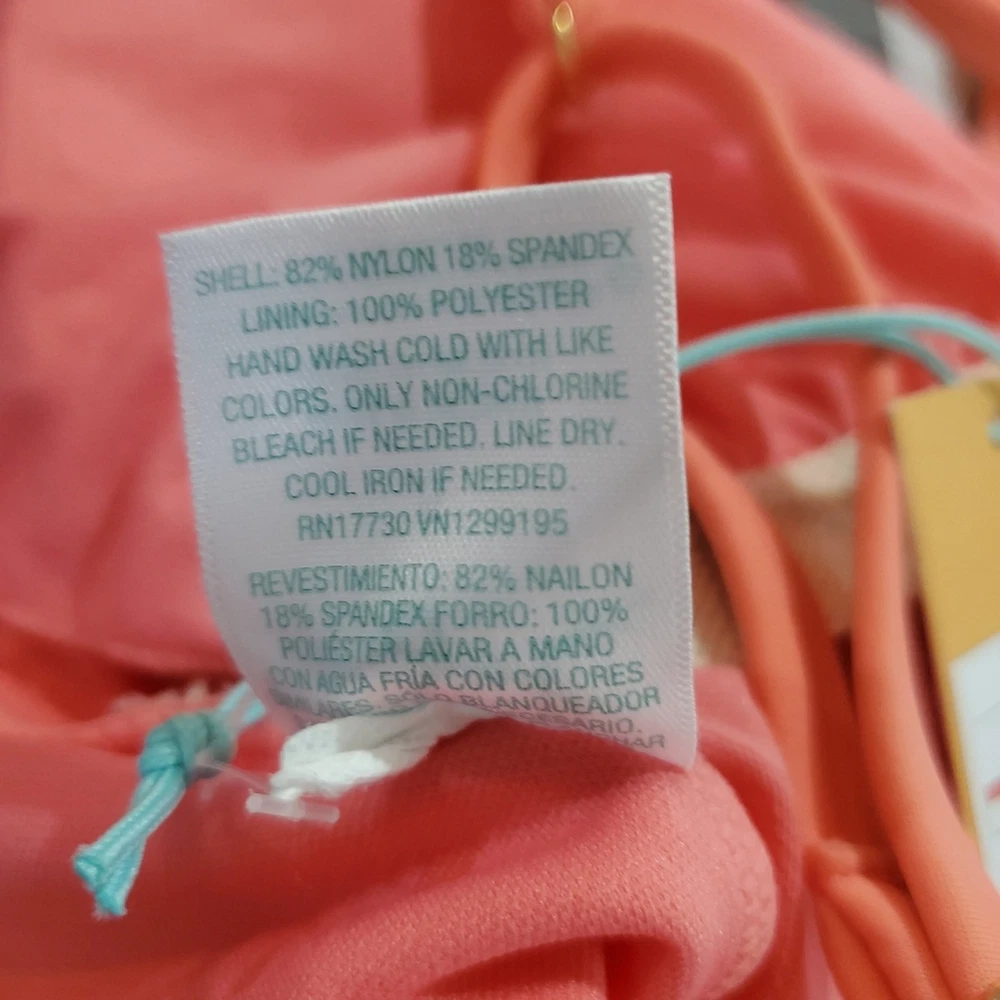 SHELL: 82% NYLON 18% SPANDEX
LINING: 100% POLYESTER
HAND WASH COLD WITH LIKE
COLORS. ONLY NON-CHLORINE
BLEACH IF NEEDED. LINE DRY.
COOL IRON IF NEEDED.
RN17730 VN1299195
REVESTIMIENTO: 82% NAILON
18% SPANDEX FORRO: 100%
POLIÉSTER LAVAR A MANO
CON AGUA FRÍA CON COLORES
SIMILARES. SÓLO BLANQUEADOR